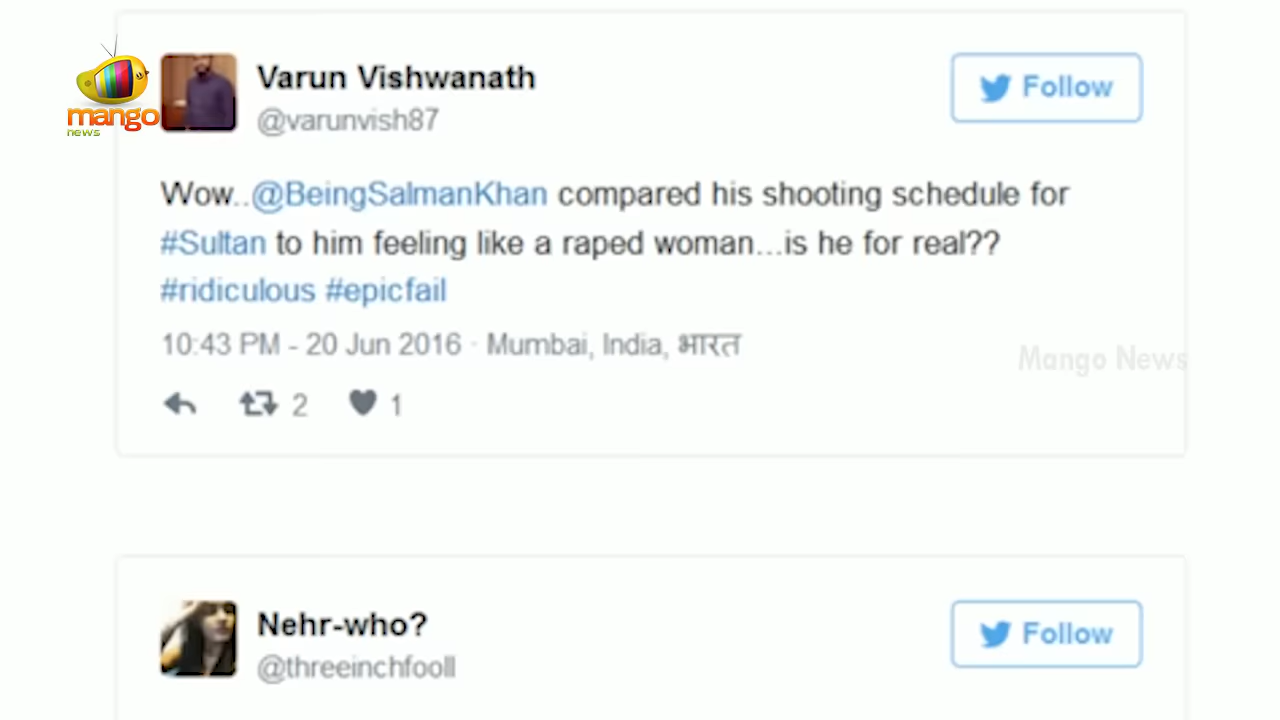 mango
news
Varun Vishwanath
@varunvish87
Follow
Wow..@BeingSalmanKhan compared his shooting schedule for
#Sultan to him feeling like a raped woman...is he for real??
#ridiculous #epicfail
10:43 PM - 20 Jun 2016 · Mumbai, India, भारत
Mango News
2 1
Nehr-who?
@threeinchfooll
Follow